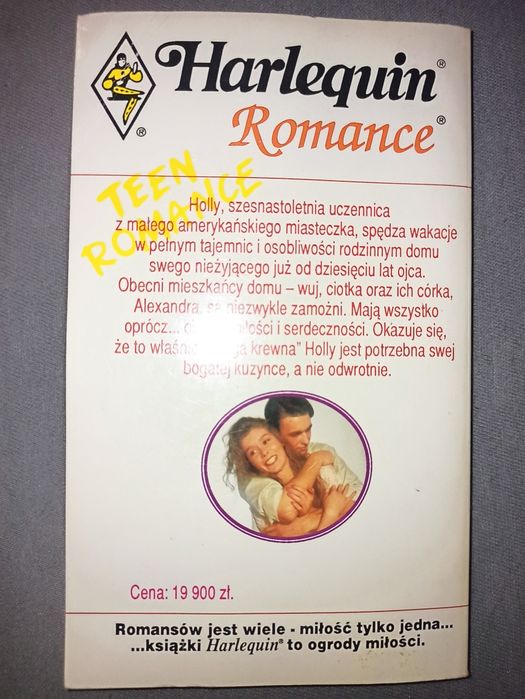 Harlequin®
Romance®
®
TEEN
ROMANCE
Holly, szesnastoletnia uczennica
z małego amerykańskiego miasteczka, spędza wakacje
w pełnym tajemnic i osobliwości rodzinnym domu
swego nieżyjącego już od dziesięciu lat ojca.
Obecni mieszkańcy domu – wuj, ciotka oraz ich córka,
Alexandra, są niezwykle zamożni. Mają wszystko
oprócz... i serdeczności. Okazuje się,
że to krewna" Holly jest potrzebna swej
bogatej kuzynce, a nie odwrotnie.
Cena: 19 900 zł.
Romansów jest wiele - miłość tylko jedna...
...książki Harlequin® to ogrody miłości.